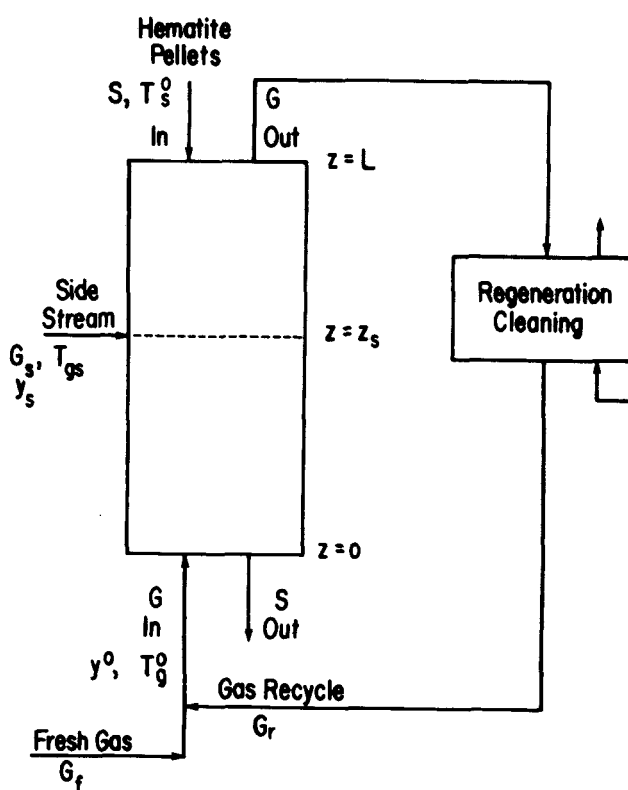 Hematite
Pellets
S, T_s^o
In
G
Out
z = L
Side
Stream
G_s, T_gs
y_s
z = z_s
Regeneration
Cleaning
z = o
G
In
y^o, T_g^o
S
Out
Gas Recycle
G_r
Fresh Gas
G_f